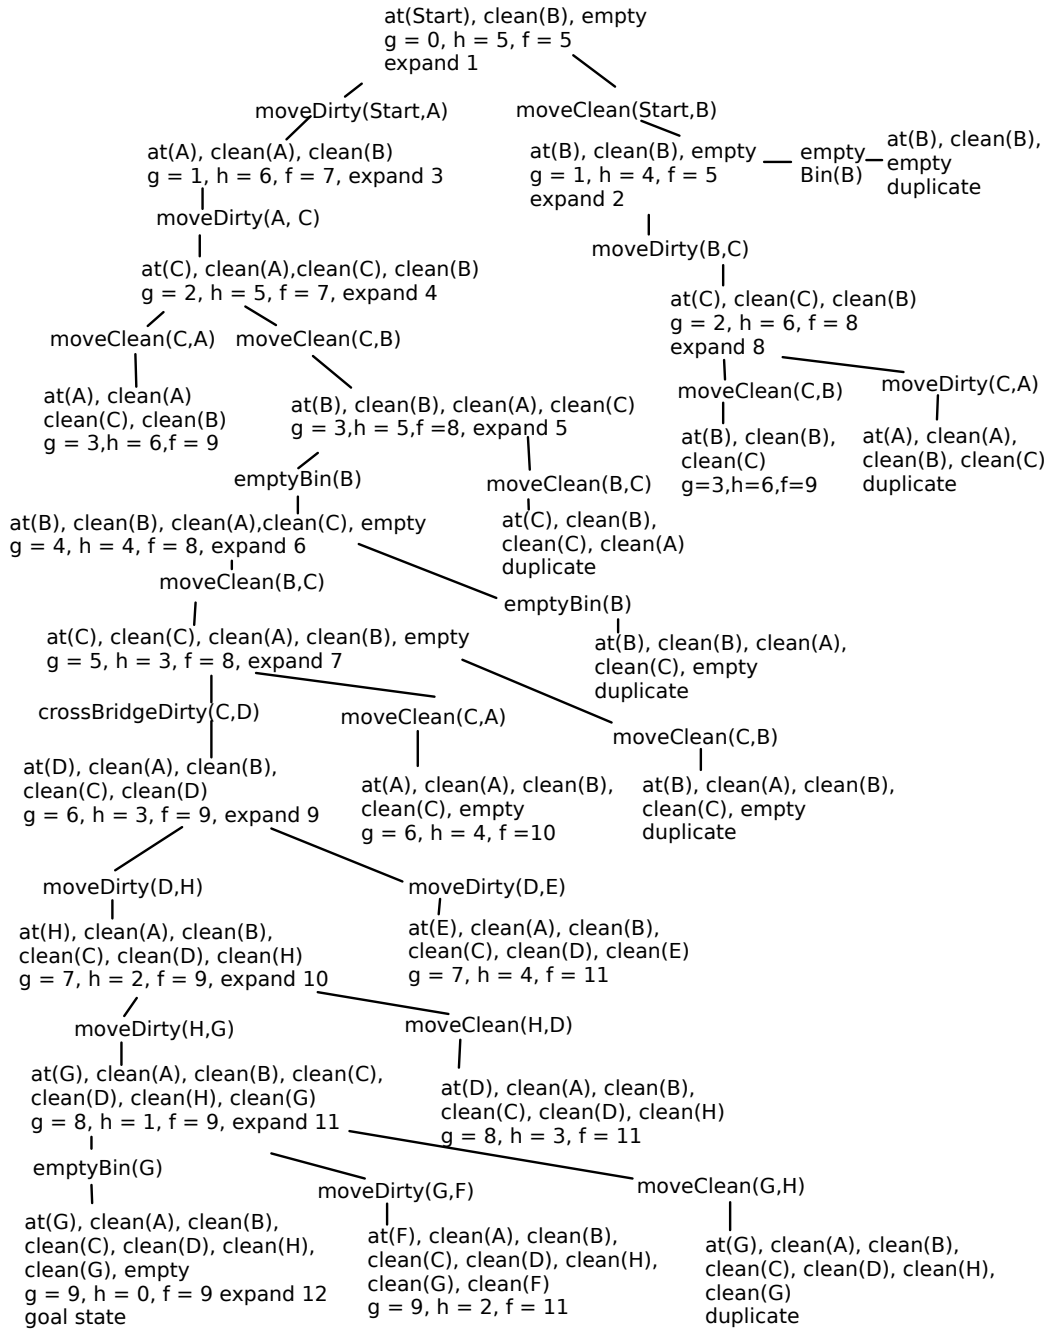 at(Start), clean(B), empty
g = 0, h = 5, f = 5
expand 1
moveDirty(Start,A)
moveClean(Start,B)
at(A), clean(A), clean(B)
g = 1, h = 6, f = 7, expand 3
at(B), clean(B), empty
g = 1, h = 4, f = 5
expand 2
empty
Bin(B)
at(B), clean(B),
empty
duplicate
moveDirty(A, C)
moveDirty(B,C)
at(C), clean(A),clean(C), clean(B)
g = 2, h = 5, f = 7, expand 4
at(C), clean(C), clean(B)
g = 2, h = 6, f = 8
expand 8
moveClean(C,A)
moveClean(C,B)
moveClean(C,B)
moveDirty(C,A)
at(A), clean(A)
clean(C), clean(B)
g = 3,h = 6,f = 9
at(B), clean(B), clean(A), clean(C)
g = 3,h = 5,f =8, expand 5
at(B), clean(B),
clean(C)
g=3,h=6,f=9
at(A), clean(A),
clean(B), clean(C)
duplicate
emptyBin(B)
moveClean(B,C)
at(B), clean(B), clean(A),clean(C), empty
g = 4, h = 4, f = 8, expand 6
at(C), clean(B),
clean(C), clean(A)
duplicate
moveClean(B,C)
emptyBin(B)
at(C), clean(C), clean(A), clean(B), empty
g = 5, h = 3, f = 8, expand 7
at(B), clean(B), clean(A),
clean(C), empty
duplicate
crossBridgeDirty(C,D)
moveClean(C,A)
moveClean(C,B)
at(D), clean(A), clean(B),
clean(C), clean(D)
g = 6, h = 3, f = 9, expand 9
at(A), clean(A), clean(B),
clean(C), empty
g = 6, h = 4, f =10
at(B), clean(A), clean(B),
clean(C), empty
duplicate
moveDirty(D,H)
moveDirty(D,E)
at(H), clean(A), clean(B),
clean(C), clean(D), clean(H)
g = 7, h = 2, f = 9, expand 10
at(E), clean(A), clean(B),
clean(C), clean(D), clean(E)
g = 7, h = 4, f = 11
moveDirty(H,G)
moveClean(H,D)
at(G), clean(A), clean(B), clean(C),
clean(D), clean(H), clean(G)
g = 8, h = 1, f = 9, expand 11
at(D), clean(A), clean(B),
clean(C), clean(D), clean(H)
g = 8, h = 3, f = 11
emptyBin(G)
moveDirty(G,F)
moveClean(G,H)
at(G), clean(A), clean(B),
clean(C), clean(D), clean(H),
clean(G), empty
g = 9, h = 0, f = 9 expand 12
goal state
at(F), clean(A), clean(B),
clean(C), clean(D), clean(H),
clean(G), clean(F)
g = 9, h = 2, f = 11
at(G), clean(A), clean(B),
clean(C), clean(D), clean(H),
clean(G)
duplicate